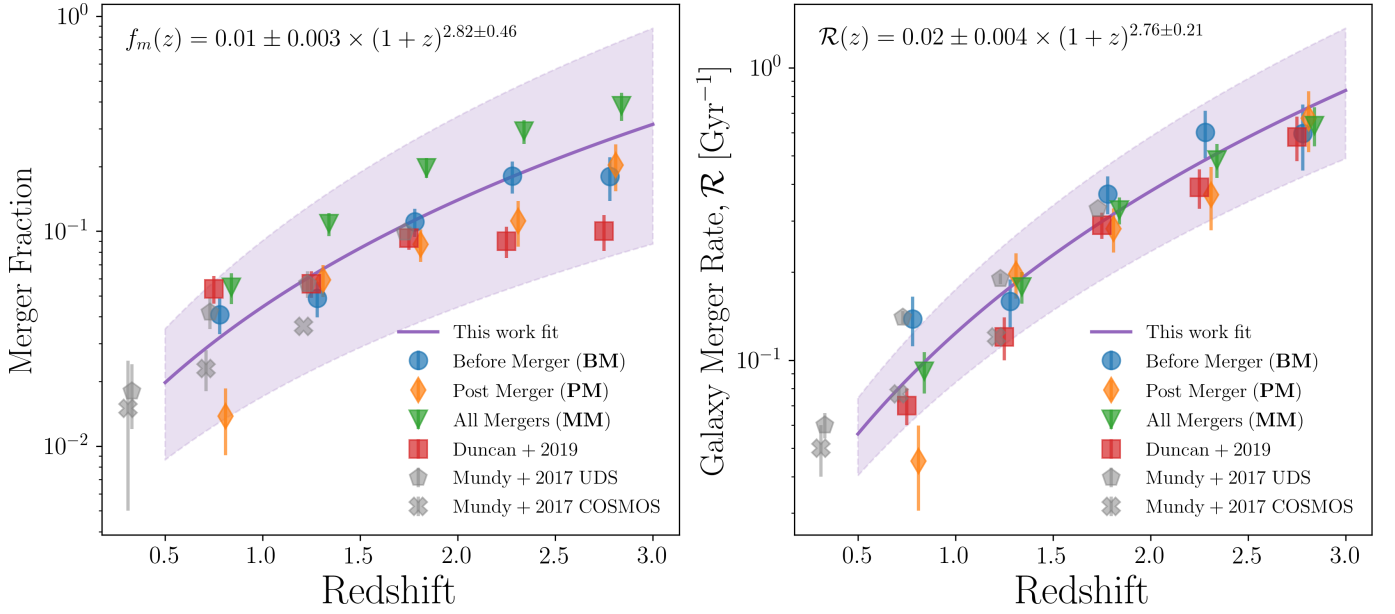 f_m(z) = 0.01 ± 0.003 × (1 + z)^{2.82±0.46}
10^0
10^{−1}
10^{−2}
Merger Fraction
This work fit
Before Merger (BM)
Post Merger (PM)
All Mergers (MM)
Duncan + 2019
Mundy + 2017 UDS
Mundy + 2017 COSMOS
0.5 1.0 1.5 2.0 2.5 3.0
Redshift
ℛ(z) = 0.02 ± 0.004 × (1 + z)^{2.76±0.21}
10^0
10^{−1}
Galaxy Merger Rate, ℛ [Gyr^{−1}]
This work fit
Before Merger (BM)
Post Merger (PM)
All Mergers (MM)
Duncan + 2019
Mundy + 2017 UDS
Mundy + 2017 COSMOS
0.5 1.0 1.5 2.0 2.5 3.0
Redshift